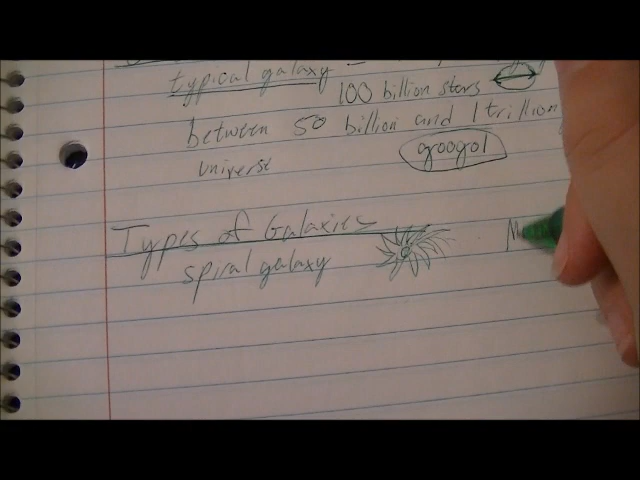 typical galaxy
100 billion stars
between 50 billion and 1 trillion
universe googol
Types of Galaxies
spiral galaxy